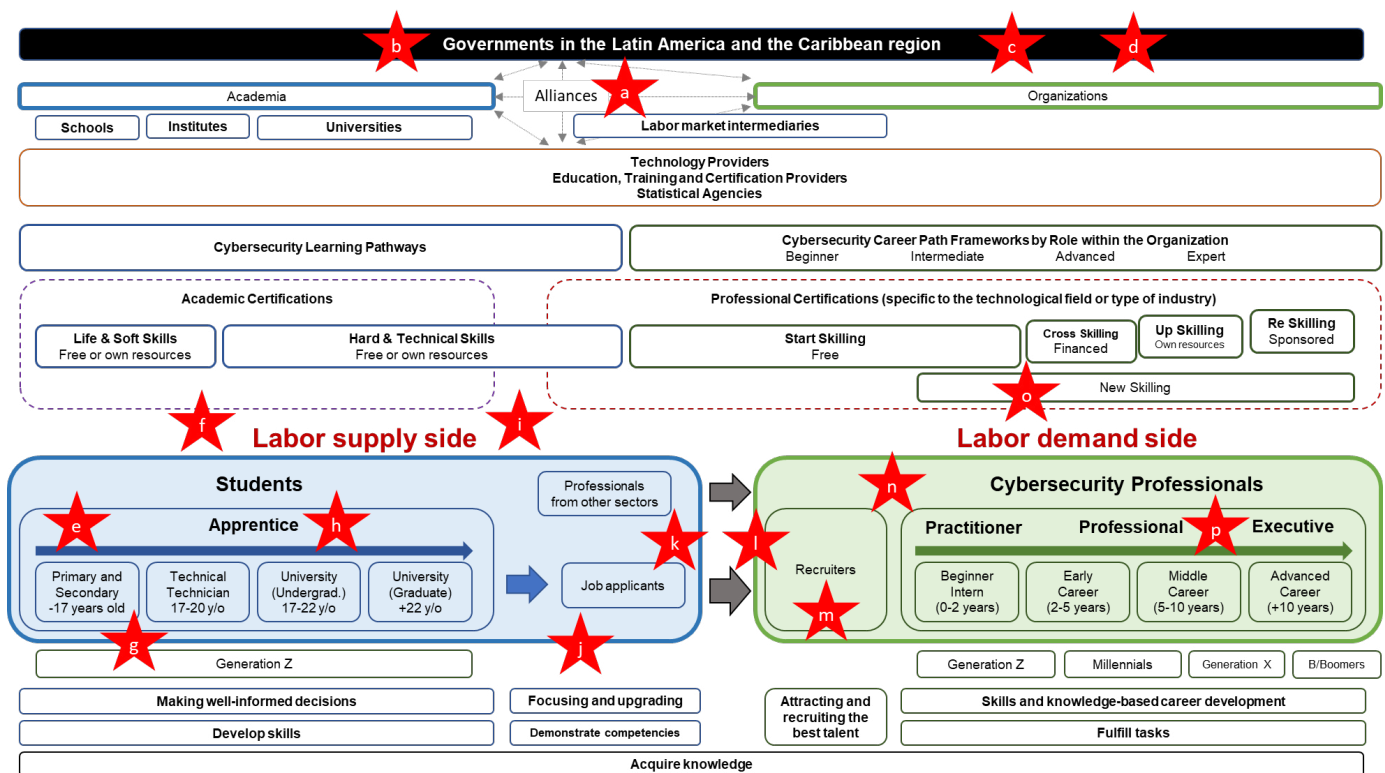 b
Governments in the Latin America and the Caribbean region
c
d
Academia
Alliances
a
Organizations
Schools
Institutes
Universities
Labor market intermediaries
Technology Providers
Education, Training and Certification Providers
Statistical Agencies
Cybersecurity Learning Pathways
Cybersecurity Career Path Frameworks by Role within the Organization
Beginner
Intermediate
Advanced
Expert
Academic Certifications
Professional Certifications (specific to the technological field or type of industry)
Life & Soft Skills
Free or own resources
Hard & Technical Skills
Free or own resources
Start Skilling
Free
Cross Skilling
Financed
Up Skilling
Own resources
Re Skilling
Sponsored
o
New Skilling
f
i
Labor supply side
Labor demand side
Students
Professionals
from other sectors
n
Cybersecurity Professionals
e
Apprentice
h
k
l
Practitioner
Professional
p
Executive
Primary and
Secondary
-17 years old
Technical
Technician
17-20 y/o
University
(Undergrad.)
17-22 y/o
University
(Graduate)
+22 y/o
Job applicants
Recruiters
m
Beginner
Intern
(0-2 years)
Early
Career
(2-5 years)
Middle
Career
(5-10 years)
Advanced
Career
(+10 years)
g
j
Generation Z
Generation Z
Millennials
Generation X
B/Boomers
Making well-informed decisions
Focusing and upgrading
Attracting and
recruiting the
best talent
Skills and knowledge-based career development
Develop skills
Demonstrate competencies
Fulfill tasks
Acquire knowledge